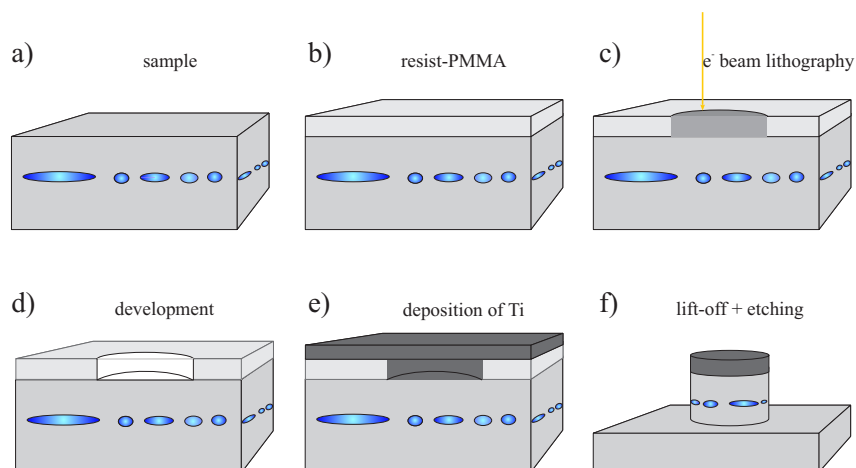 a)
sample
b)
resist-PMMA
c)
e⁻ beam lithography
d)
development
e)
deposition of Ti
f)
lift-off + etching